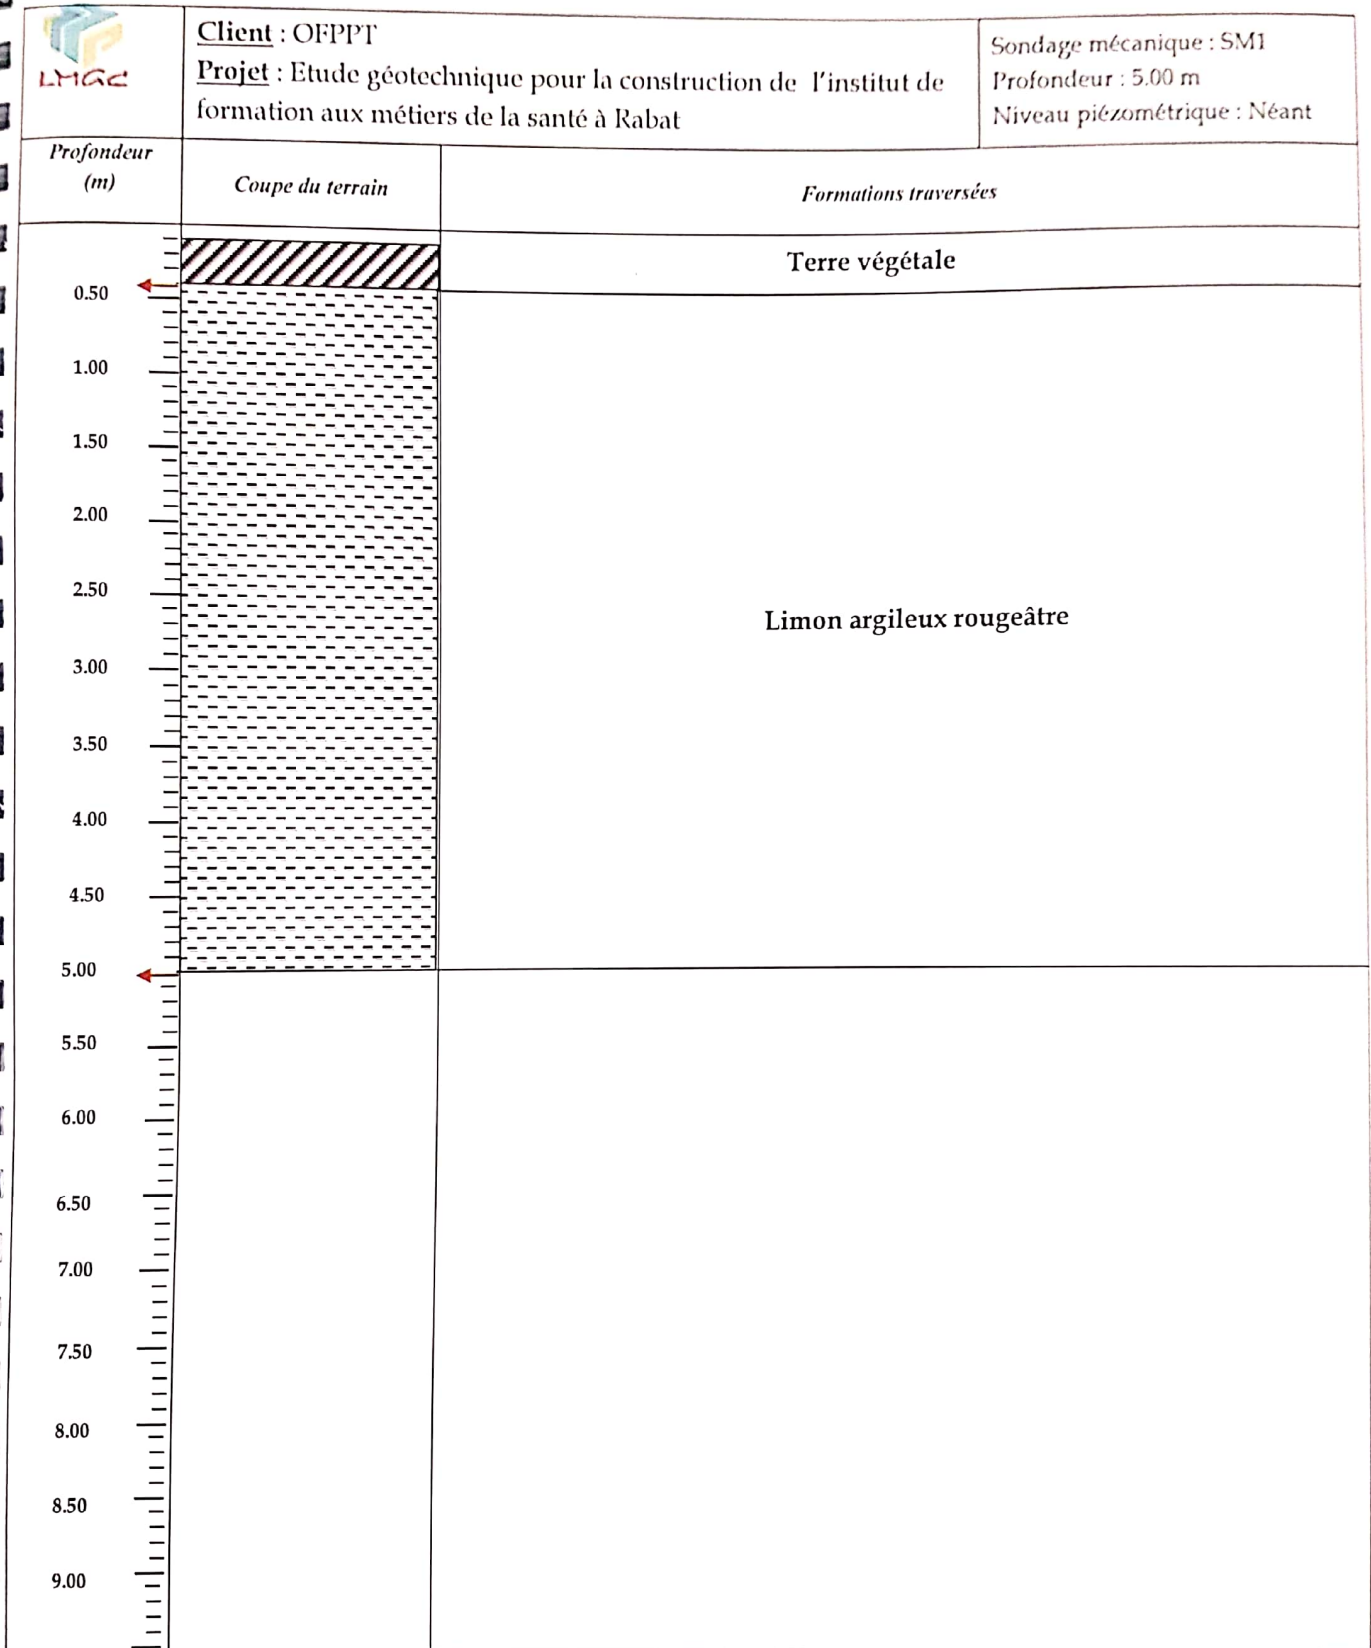 LMGC
Client : OFPPT
Projet : Etude géotechnique pour la construction de l'institut de
formation aux métiers de la santé à Rabat
Sondage mécanique : SM1
Profondeur : 5.00 m
Niveau piézométrique : Néant
Profondeur
(m)
Coupe du terrain
Formations traversées
Terre végétale
0.50
1.00
1.50
2.00
2.50
Limon argileux rougeâtre
3.00
3.50
4.00
4.50
5.00
5.50
6.00
6.50
7.00
7.50
8.00
8.50
9.00